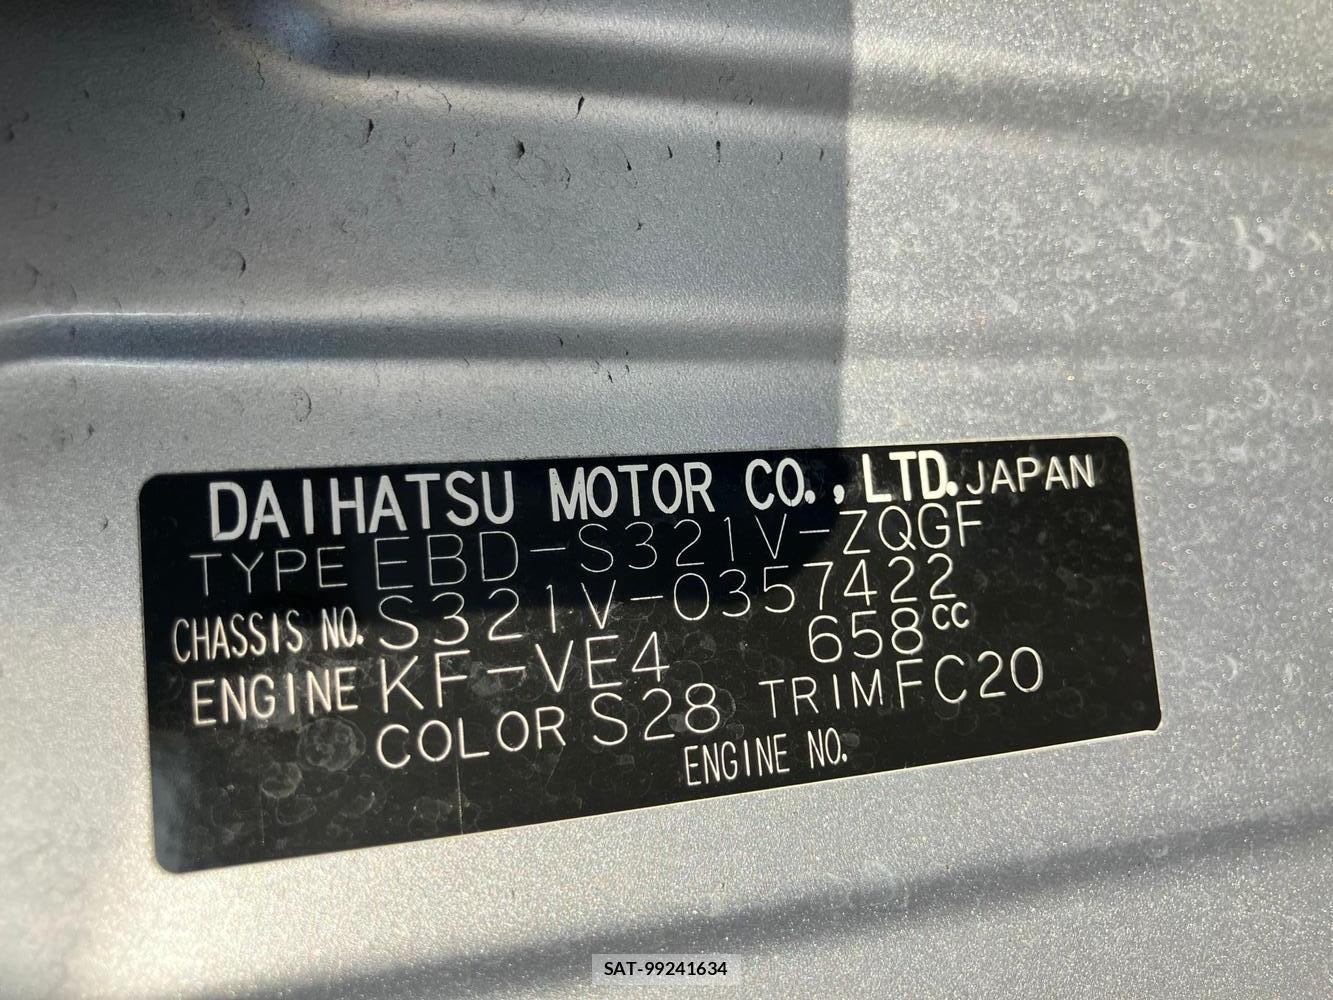 DAIHATSU MOTOR CO., LTD. JAPAN
TYPE EBD-S321V-ZQGF
CHASSIS NO. S321V-0357422
ENGINE KF-VE4 658cc
COLOR S28 TRIM FC20
ENGINE NO.
SAT-99241634